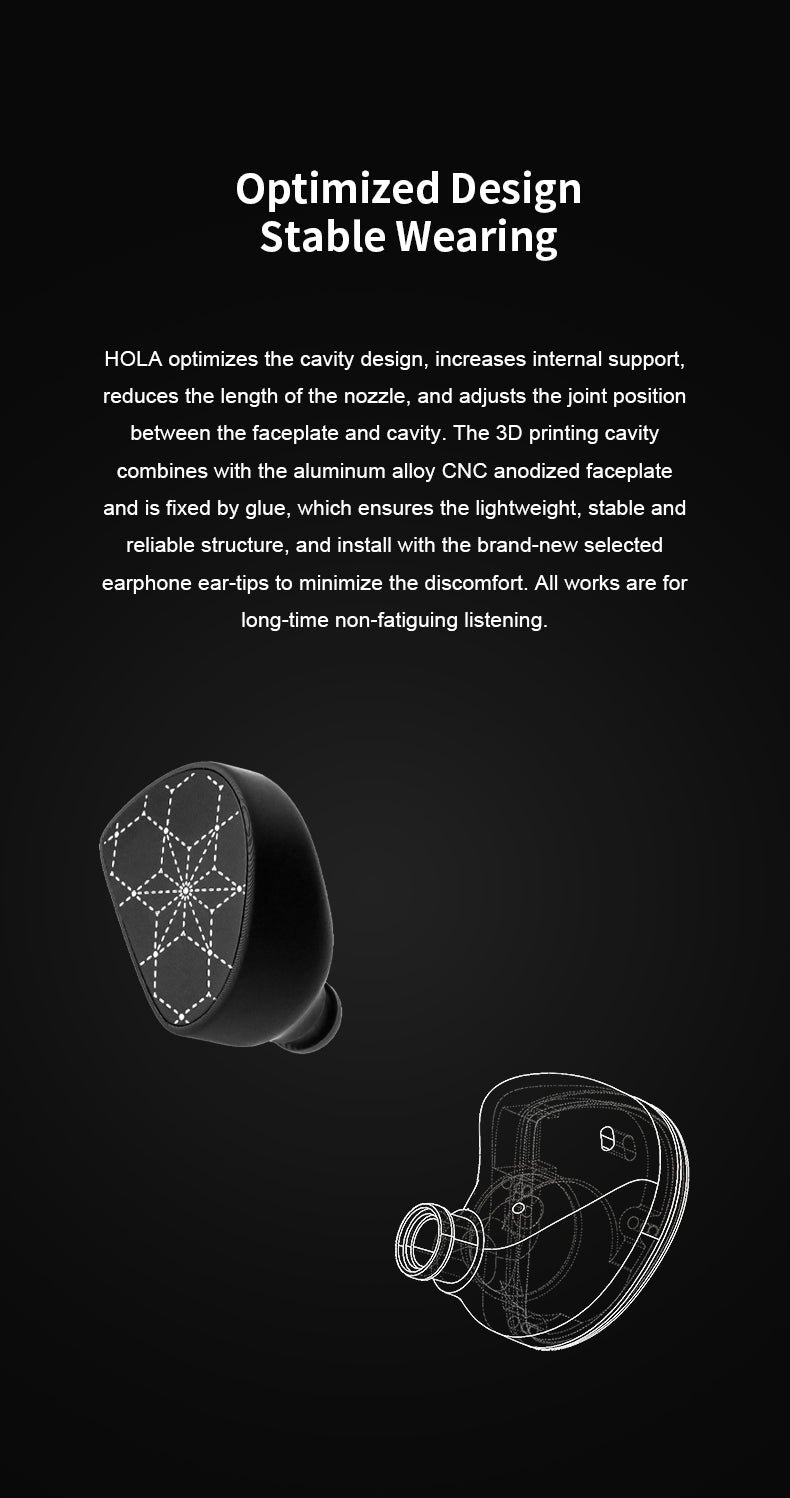 Optimized Design
Stable Wearing
HOLA optimizes the cavity design, increases internal support,
reduces the length of the nozzle, and adjusts the joint position
between the faceplate and cavity. The 3D printing cavity
combines with the aluminum alloy CNC anodized faceplate
and is fixed by glue, which ensures the lightweight, stable and
reliable structure, and install with the brand-new selected
earphone ear-tips to minimize the discomfort. All works are for
long-time non-fatiguing listening.